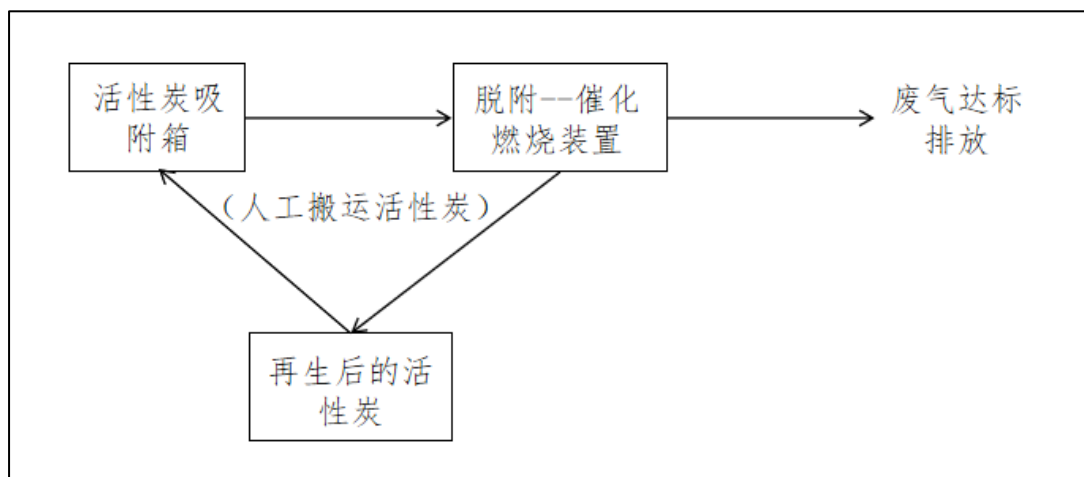 活性炭吸
附箱
脱附--催化
燃烧装置
废气达标
排放
（人工搬运活性炭）
再生后的活
性炭